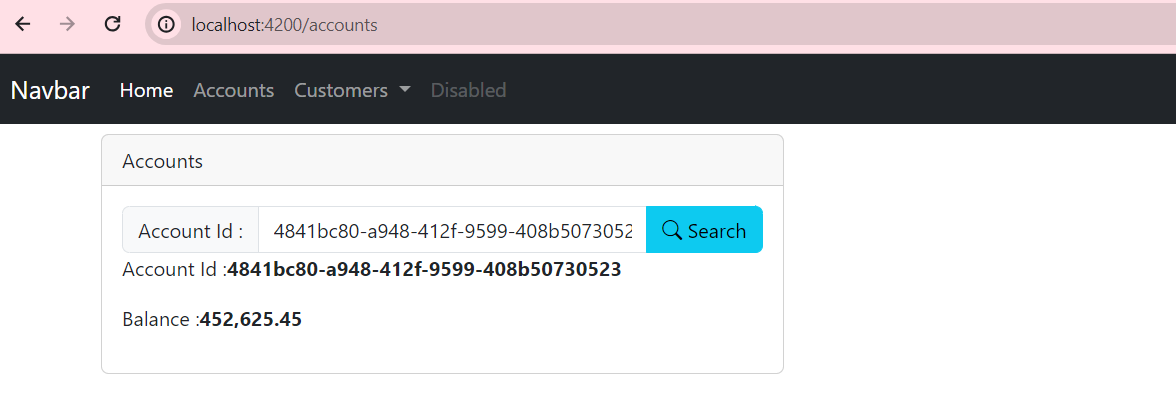 localhost:4200/accounts
Navbar Home Accounts Customers Disabled
Accounts
Account Id : 4841bc80-a948-412f-9599-408b5073052 Search
Account Id :4841bc80-a948-412f-9599-408b50730523
Balance :452,625.45